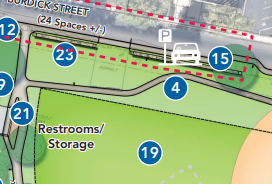 BURDICK STREET
(24 Spaces +/-)
P
12
23
15
9
4
21
Restrooms/
Storage
19